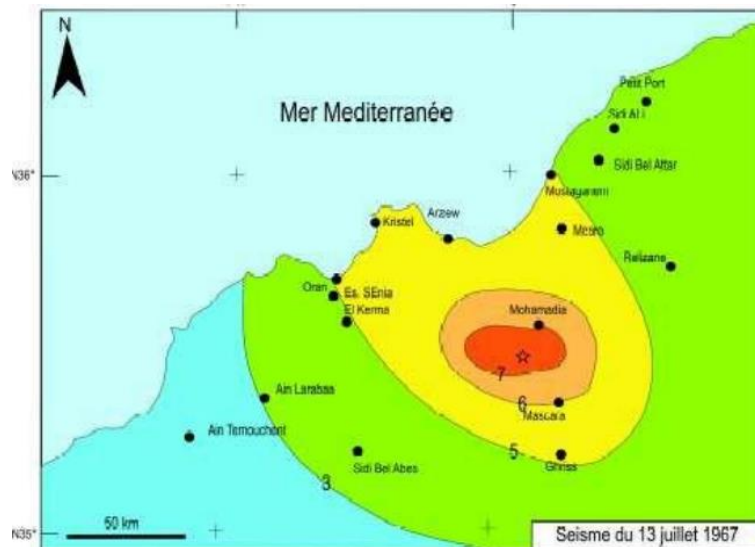 N
Petit Port
Sidi ALi
Mer Mediterranée
Sidi Bel Attar
N36°
Kristel
Arzew
Mesra
Relizane
Oran
Es. SEnia
El Kerma
Mohamadia
7
6
Mascara
Ain Larabaa
Ain Temouchent
5
Ghriss
Sidi Bel Abes
3
50 km
N35°
Seisme du 13 juillet 1967